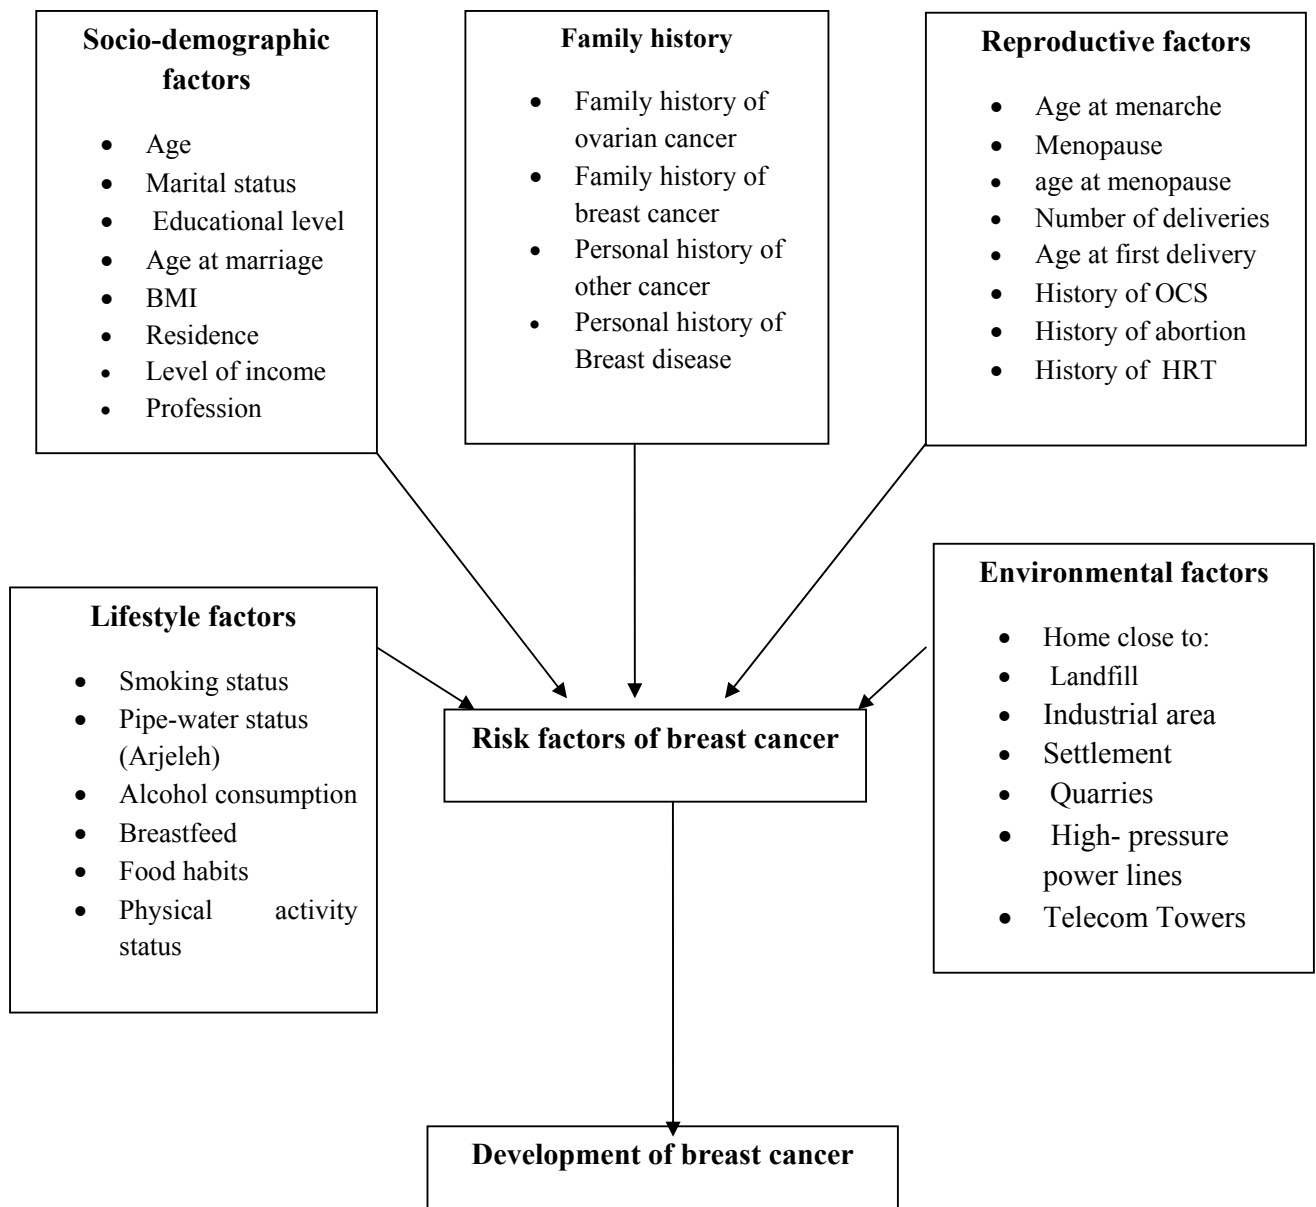 Socio-demographic
factors
• Age
• Marital status
• Educational level
• Age at marriage
• BMI
• Residence
• Level of income
• Profession
Family history
• Family history of
ovarian cancer
• Family history of
breast cancer
• Personal history of
other cancer
• Personal history of
Breast disease
Reproductive factors
• Age at menarche
• Menopause
• age at menopause
• Number of deliveries
• Age at first delivery
• History of OCS
• History of abortion
• History of HRT
Lifestyle factors
• Smoking status
• Pipe-water status
(Arjeleh)
• Alcohol consumption
• Breastfeed
• Food habits
• Physical activity
status
Environmental factors
• Home close to:
• Landfill
• Industrial area
• Settlement
• Quarries
• High- pressure
power lines
• Telecom Towers
Risk factors of breast cancer
Development of breast cancer